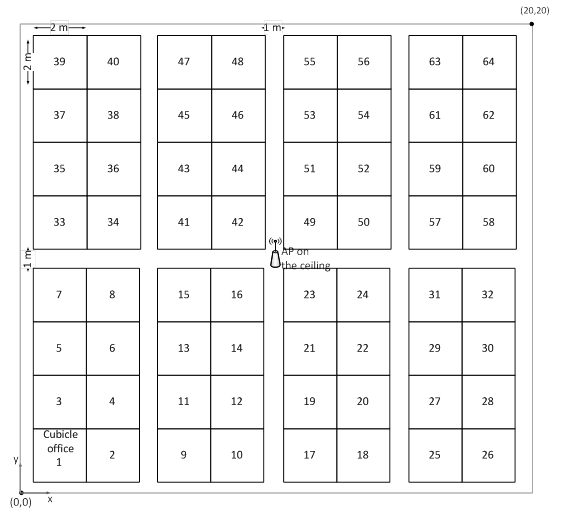 (20,20)
2 m
1 m
2 m
39 40 47 48 55 56 63 64
37 38 45 46 53 54 61 62
35 36 43 44 51 52 59 60
33 34 41 42 49 50 57 58
AP on
the ceiling
1 m
7 8 15 16 23 24 31 32
5 6 13 14 21 22 29 30
3 4 11 12 19 20 27 28
Cubicle
office
1 2 9 10 17 18 25 26
y
(0,0) x